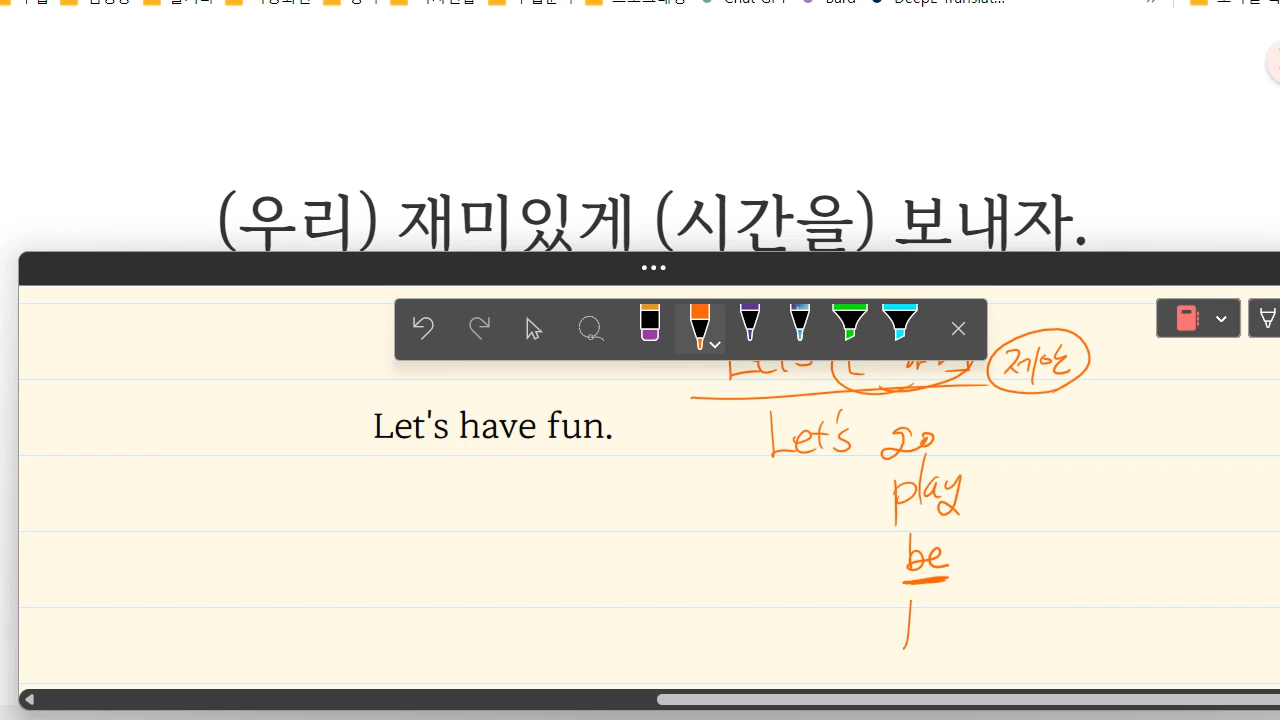 (우리) 재미있게 (시간을) 보내자.
제안
Let's have fun.
Let's go
play
be